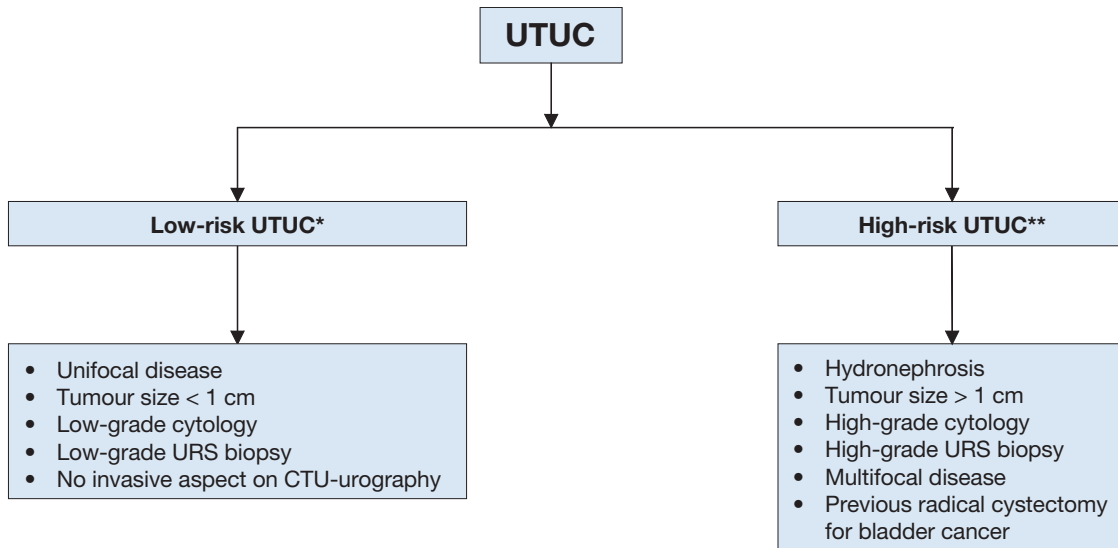 UTUC
Low-risk UTUC*
High-risk UTUC**
• Unifocal disease
• Tumour size < 1 cm
• Low-grade cytology
• Low-grade URS biopsy
• No invasive aspect on CTU-urography
• Hydronephrosis
• Tumour size > 1 cm
• High-grade cytology
• High-grade URS biopsy
• Multifocal disease
• Previous radical cystectomy
for bladder cancer